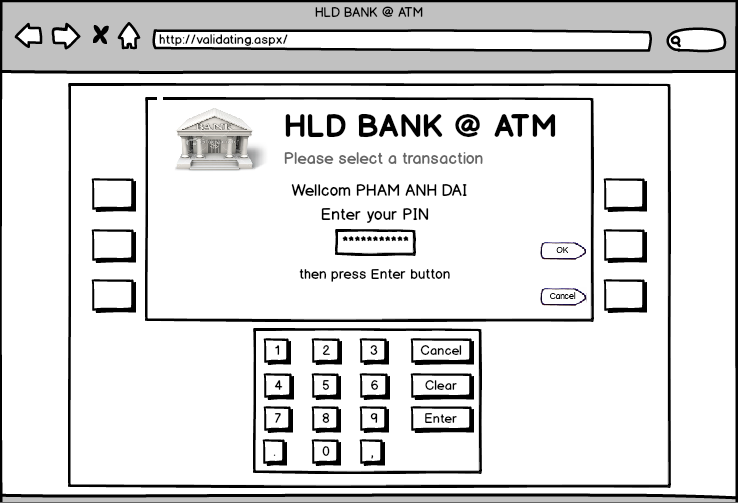 HLD BANK @ ATM
http://validating.aspx/
BANK
HLD BANK @ ATM
Please select a transaction
Wellcom PHAM ANH DAI
Enter your PIN
***********
then press Enter button
OK
Cancel
1 2 3 Cancel
4 5 6 Clear
7 8 9 Enter
. 0 ,